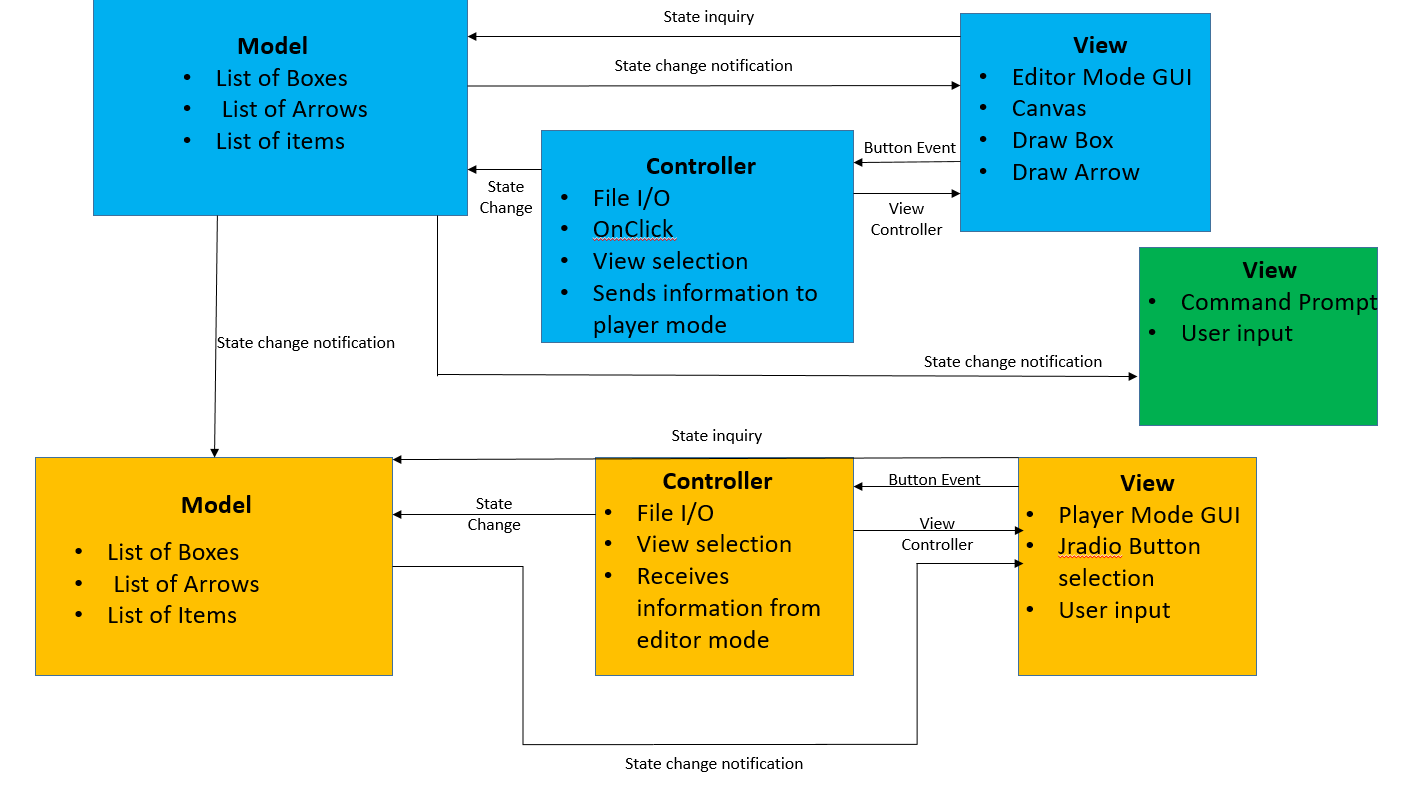 State inquiry
Model
• List of Boxes
• List of Arrows
• List of items
State change notification
View
• Editor Mode GUI
• Canvas
• Draw Box
• Draw Arrow
Controller
• File I/O
• OnClick
• View selection
• Sends information to
player mode
State
Change
Button Event
View
Controller
View
• Command Prompt
• User input
State change notification
State change notification
State inquiry
Model
• List of Boxes
• List of Arrows
• List of Items
State
Change
Controller
• File I/O
• View selection
• Receives
information from
editor mode
Button Event
View
Controller
View
• Player Mode GUI
• Jradio Button
selection
• User input
State change notification